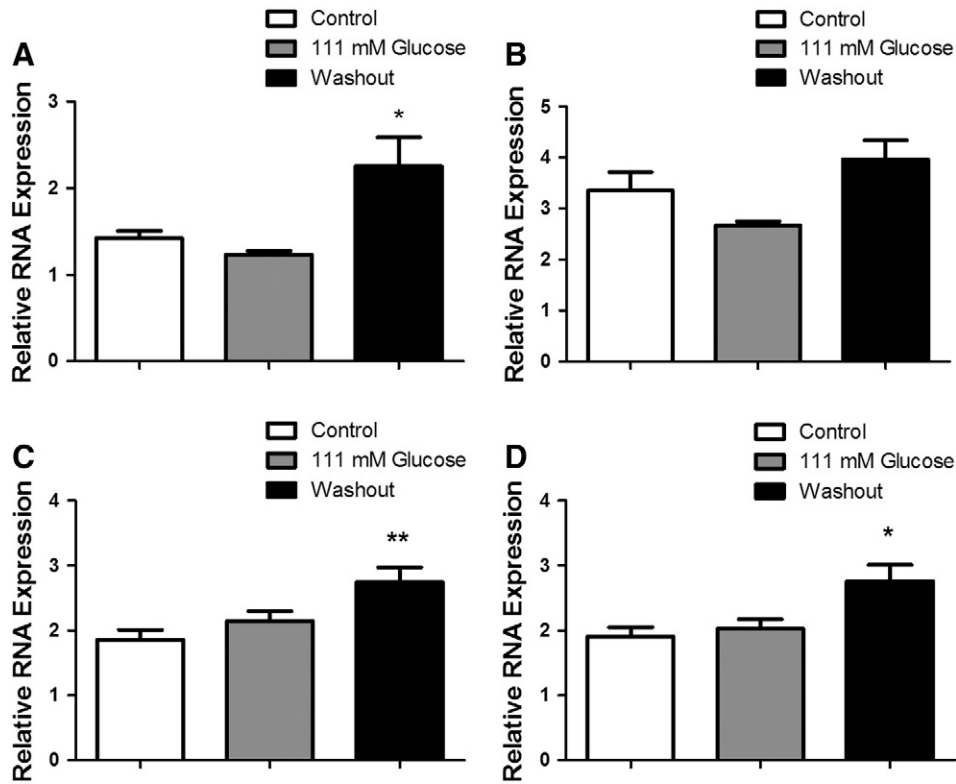 A
Control
111 mM Glucose
Washout
Relative RNA Expression
3
2
1
0
*
B
Control
111 mM Glucose
Washout
Relative RNA Expression
5
4
3
2
1
0
C
Control
111 mM Glucose
Washout
Relative RNA Expression
4
3
2
1
0
**
D
Control
111 mM Glucose
Washout
Relative RNA Expression
4
3
2
1
0
*